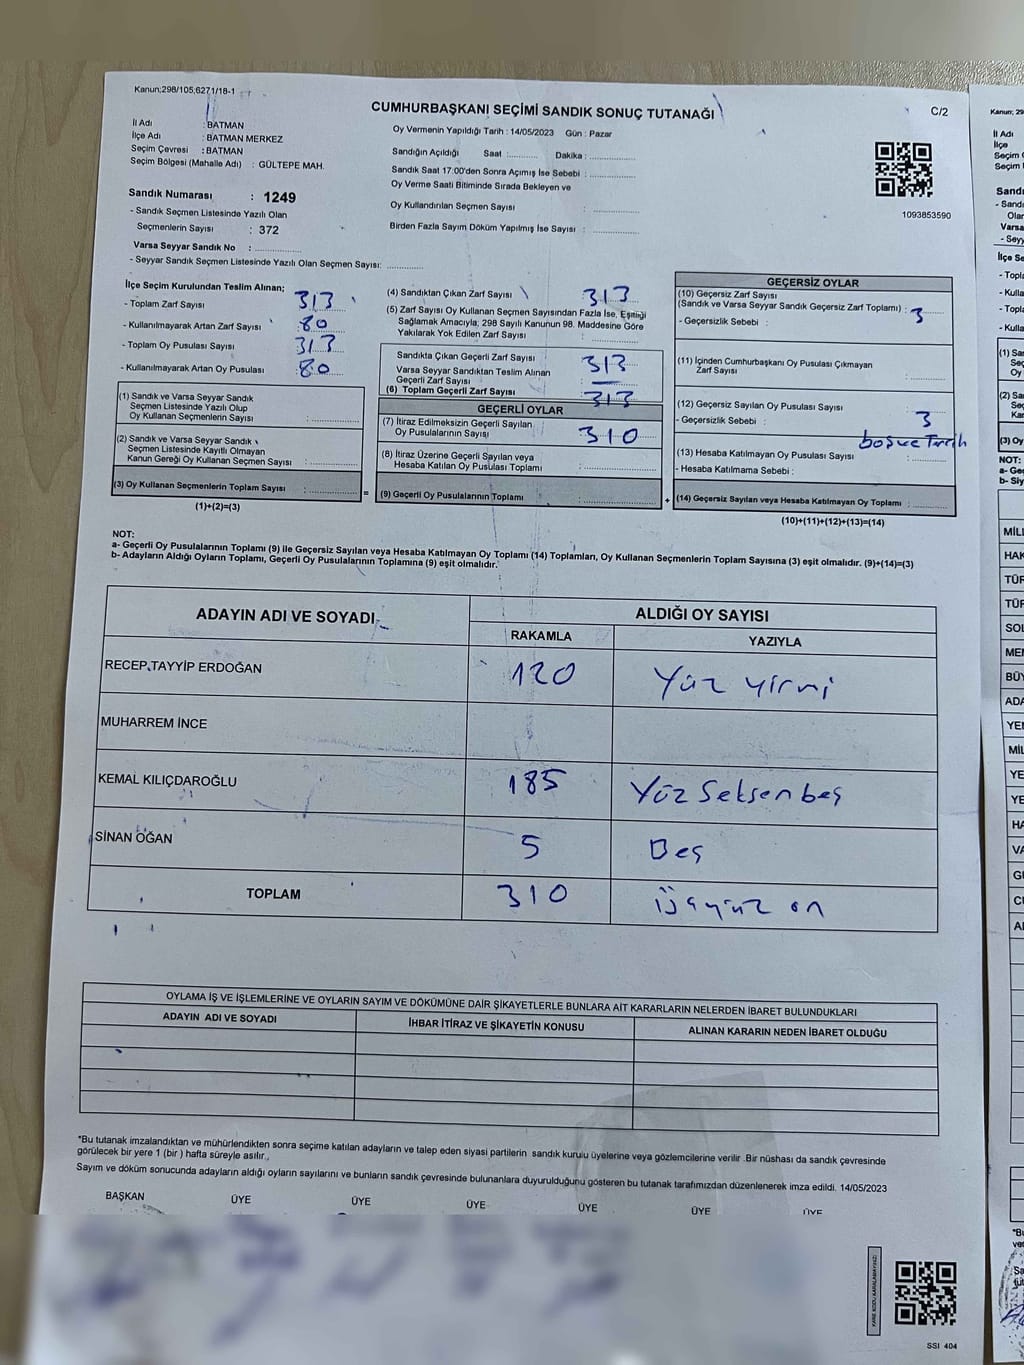 Kanun;298/105,6271/18-1
CUMHURBAŞKANI SEÇİMİ SANDIK SONUÇ TUTANAĞI
C/2
İl Adı : BATMAN
İlçe Adı : BATMAN MERKEZ
Seçim Çevresi : BATMAN
Seçim Bölgesi (Mahalle Adı) : GÜLTEPE MAH.
Oy Vermenin Yapıldığı Tarih : 14/05/2023 Gün : Pazar
Sandığın Açıldığı Saat :.......... Dakika :...............
Sandık Saat 17:00'den Sonra Açımış İse Sebebi :...............
Oy Verme Saati Bitiminde Sırada Bekleyen ve
Oy Kullandırılan Seçmen Sayısı :...............
Birden Fazla Sayım Döküm Yapılmış İse Sayısı :...............
1093853590
Sandık Numarası : 1249
- Sandık Seçmen Listesinde Yazılı Olan
Seçmenlerin Sayısı : 372
Varsa Seyyar Sandık No :...............
- Seyyar Sandık Seçmen Listesinde Yazılı Olan Seçmen Sayısı:............
İlçe Seçim Kurulundan Teslim Alınan;
- Toplam Zarf Sayısı 313
- Kullanılmayarak Artan Zarf Sayısı : 80
- Toplam Oy Pusulası Sayısı 313
- Kullanılmayarak Artan Oy Pusulası : 80
(1) Sandık ve Varsa Seyyar Sandık
Seçmen Listesinde Yazılı Olup
Oy Kullanan Seçmenlerin Sayısı :...............
(2) Sandık ve Varsa Seyyar Sandık
Seçmen Listesinde Kayıtlı Olmayan
Kanun Gereği Oy Kullanan Seçmen Sayısı :...............
(3) Oy Kullanan Seçmenlerin Toplam Sayısı :...............
(1)+(2)=(3)
=
(4) Sandıktan Çıkan Zarf Sayısı 313
(5) Zarf Sayısı Oy Kullanan Seçmen Sayısından Fazla İse, Eşitliği
Sağlamak Amacıyla, 298 Sayılı Kanunun 98. Maddesine Göre
Yakılarak Yok Edilen Zarf Sayısı :...............
Sandıkta Çıkan Geçerli Zarf Sayısı 313
Varsa Seyyar Sandıktan Teslim Alınan
Geçerli Zarf Sayısı —
(6) Toplam Geçerli Zarf Sayısı 313
GEÇERLİ OYLAR
(7) İtiraz Edilmeksizin Geçerli Sayılan
Oy Pusulalarının Sayısı 310
(8) İtiraz Üzerine Geçerli Sayılan veya
Hesaba Katılan Oy Pusulası Toplamı :...............
(9) Geçerli Oy Pusulalarının Toplamı :...............
+
GEÇERSİZ OYLAR
(10) Geçersiz Zarf Sayısı
(Sandık ve Varsa Seyyar Sandık Geçersiz Zarf Toplamı) : 3
- Geçersizlik Sebebi :
(11) İçinden Cumhurbaşkanı Oy Pusulası Çıkmayan
Zarf Sayısı :...............
(12) Geçersiz Sayılan Oy Pusulası Sayısı 3
- Geçersizlik Sebebi :
(13) Hesaba Katılmayan Oy Pusulası Sayısı :...............
- Hesaba Katılmama Sebebi :
(14) Geçersiz Sayılan veya Hesaba Katılmayan Oy Toplamı :...............
(10)+(11)+(12)+(13)=(14)
NOT:
a- Geçerli Oy Pusulalarının Toplamı (9) ile Geçersiz Sayılan veya Hesaba Katılmayan Oy Toplamı (14) Toplamları, Oy Kullanan Seçmenlerin Toplam Sayısına (3) eşit olmalıdır. (9)+(14)=(3)
b- Adayların Aldığı Oyların Toplamı, Geçerli Oy Pusulalarının Toplamına (9) eşit olmalıdır.
ADAYIN ADI VE SOYADI
ALDIĞI OY SAYISI
RAKAMLA YAZIYLA
RECEP TAYYİP ERDOĞAN 120 Yüz yirmi
MUHARREM İNCE
KEMAL KILIÇDAROĞLU 185 Yüz Seksen beş
SİNAN OĞAN 5 Beş
TOPLAM 310 üçyüz on
OYLAMA İŞ VE İŞLEMLERİNE VE OYLARIN SAYIM VE DÖKÜMÜNE DAİR ŞİKAYETLERLE BUNLARA AİT KARARLARIN NELERDEN İBARET BULUNDUKLARI
ADAYIN ADI VE SOYADI İHBAR İTİRAZ VE ŞİKAYETİN KONUSU ALINAN KARARIN NEDEN İBARET OLDUĞU
*Bu tutanak imzalandıktan ve mühürlendikten sonra seçime katılan adayların ve talep eden siyasi partilerin sandık kurulu üyelerine veya gözlemcilerine verilir .Bir nüshası da sandık çevresinde
görülecek bir yere 1 (bir ) hafta süreyle asılır.
Sayım ve döküm sonucunda adayların aldığı oyların sayılarını ve bunların sandık çevresinde bulunanlara duyurulduğunu gösteren bu tutanak tarafımızdan düzenlenerek imza edildi. 14/05/2023
BAŞKAN ÜYE ÜYE ÜYE ÜYE ÜYE ÜYE
KARE KODU KARALAMAYINIZ!
SSI 404
Kanun; 29
İl Adı
İlçe
Seçim
Seçim